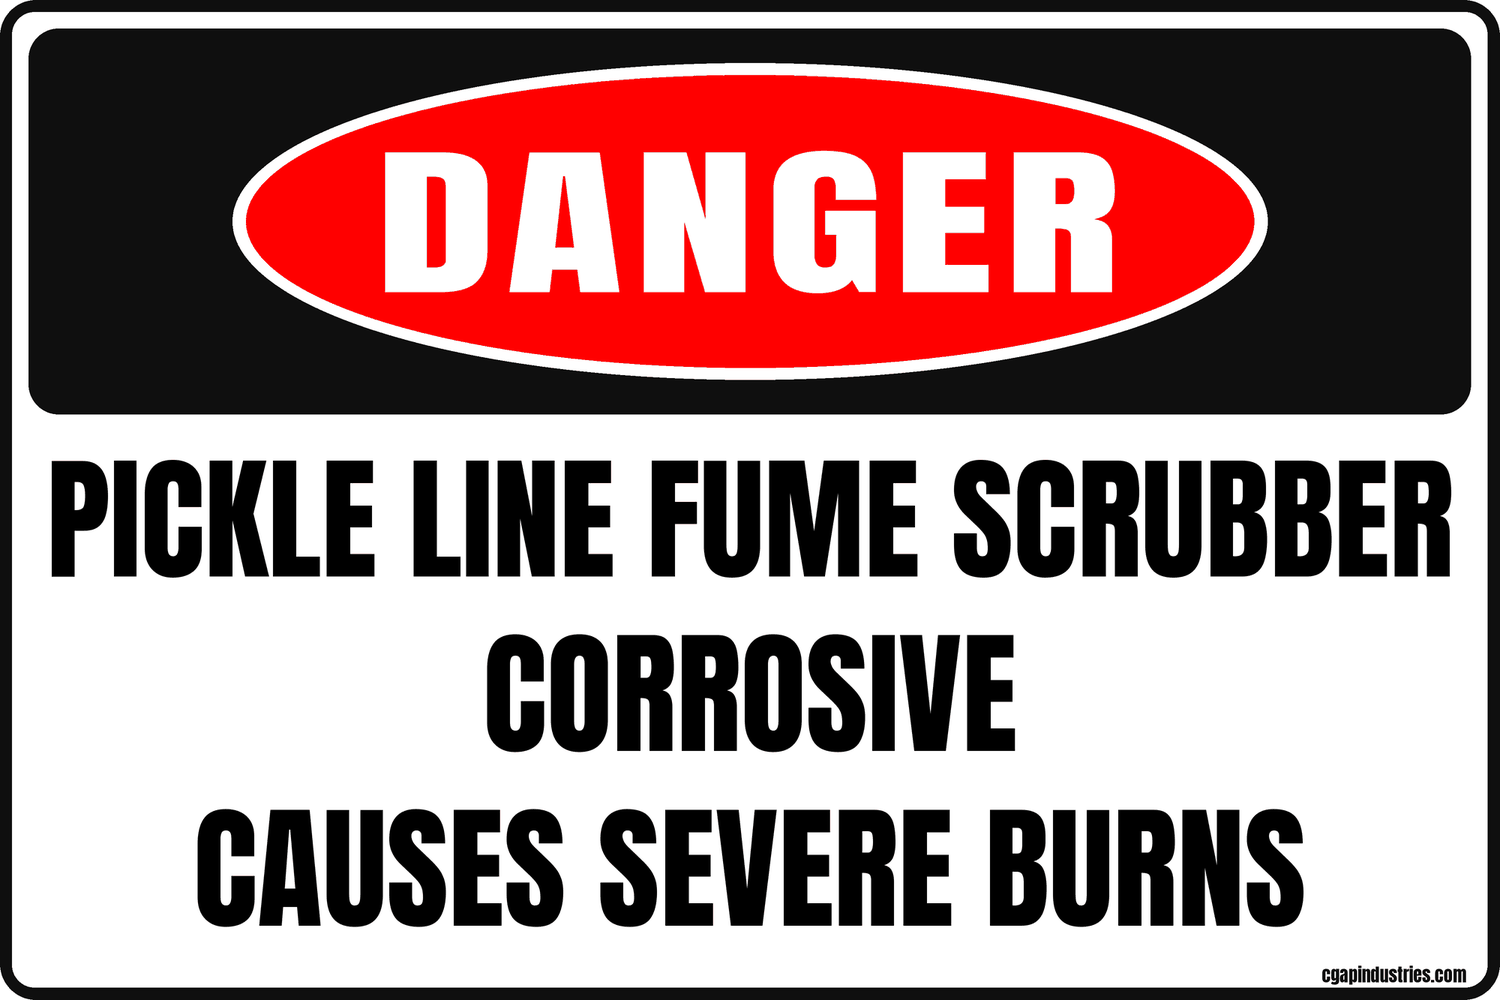 DANGER
PICKLE LINE FUME SCRUBBER
CORROSIVE
CAUSES SEVERE BURNS
cgapindustries.com